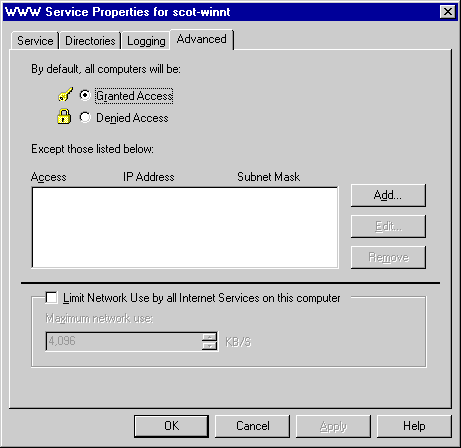 WWW Service Properties for scot-winnt
Service Directories Logging Advanced
By default, all computers will be:
Granted Access
Denied Access
Except those listed below:
Access IP Address Subnet Mask
Add...
Edit...
Remove
Limit Network Use by all Internet Services on this computer
Maximum network use:
4,096 KB/S
OK Cancel Apply Help